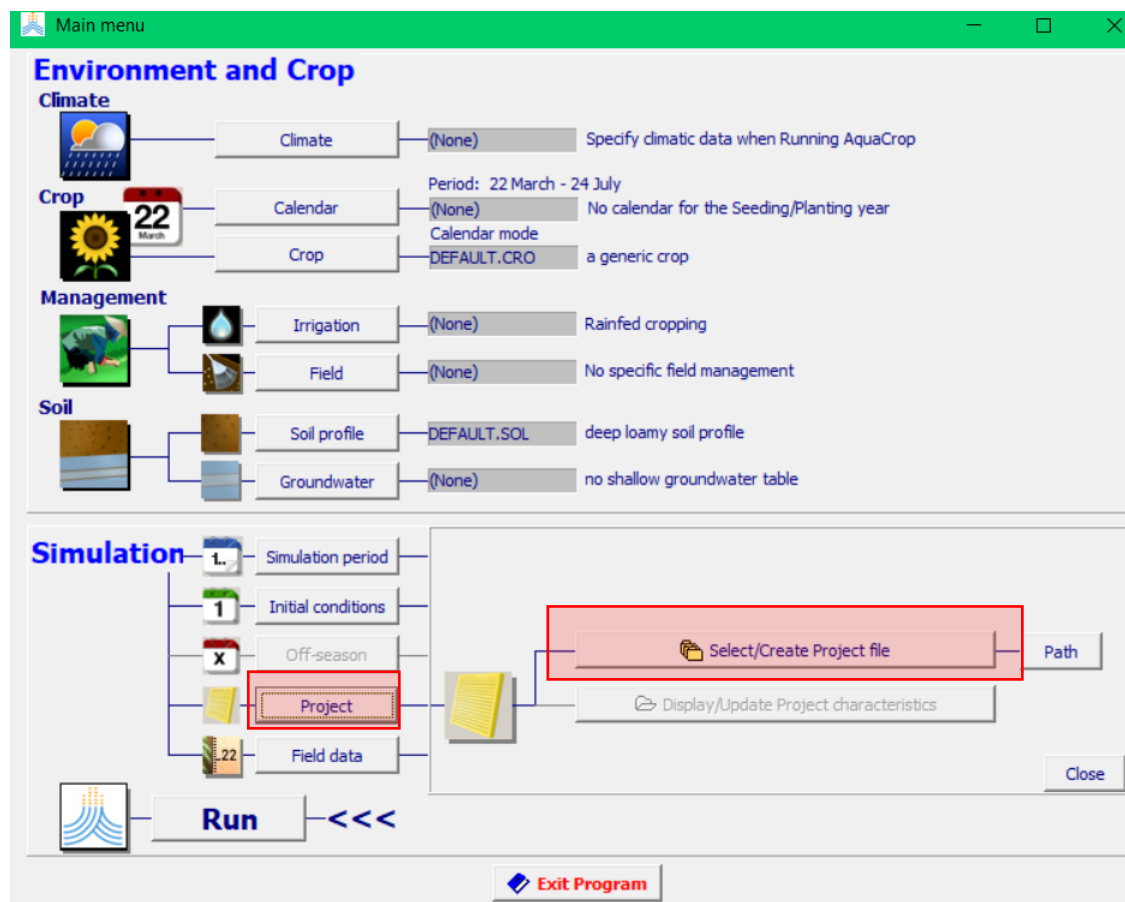 Main menu
Environment and Crop
Climate
Climate
(None)
Specify climatic data when Running AquaCrop
Period: 22 March - 24 July
Crop
22
March
Calendar
(None)
No calendar for the Seeding/Planting year
Calendar mode
Crop
DEFAULT.CRO
a generic crop
Management
Irrigation
(None)
Rainfed cropping
Field
(None)
No specific field management
Soil
Soil profile
DEFAULT.SOL
deep loamy soil profile
Groundwater
(None)
no shallow groundwater table
Simulation
1..
Simulation period
1
Initial conditions
X
Off-season
Project
Select/Create Project file
Path
Display/Update Project characteristics
..22
Field data
Close
Run
<<<
Exit Program